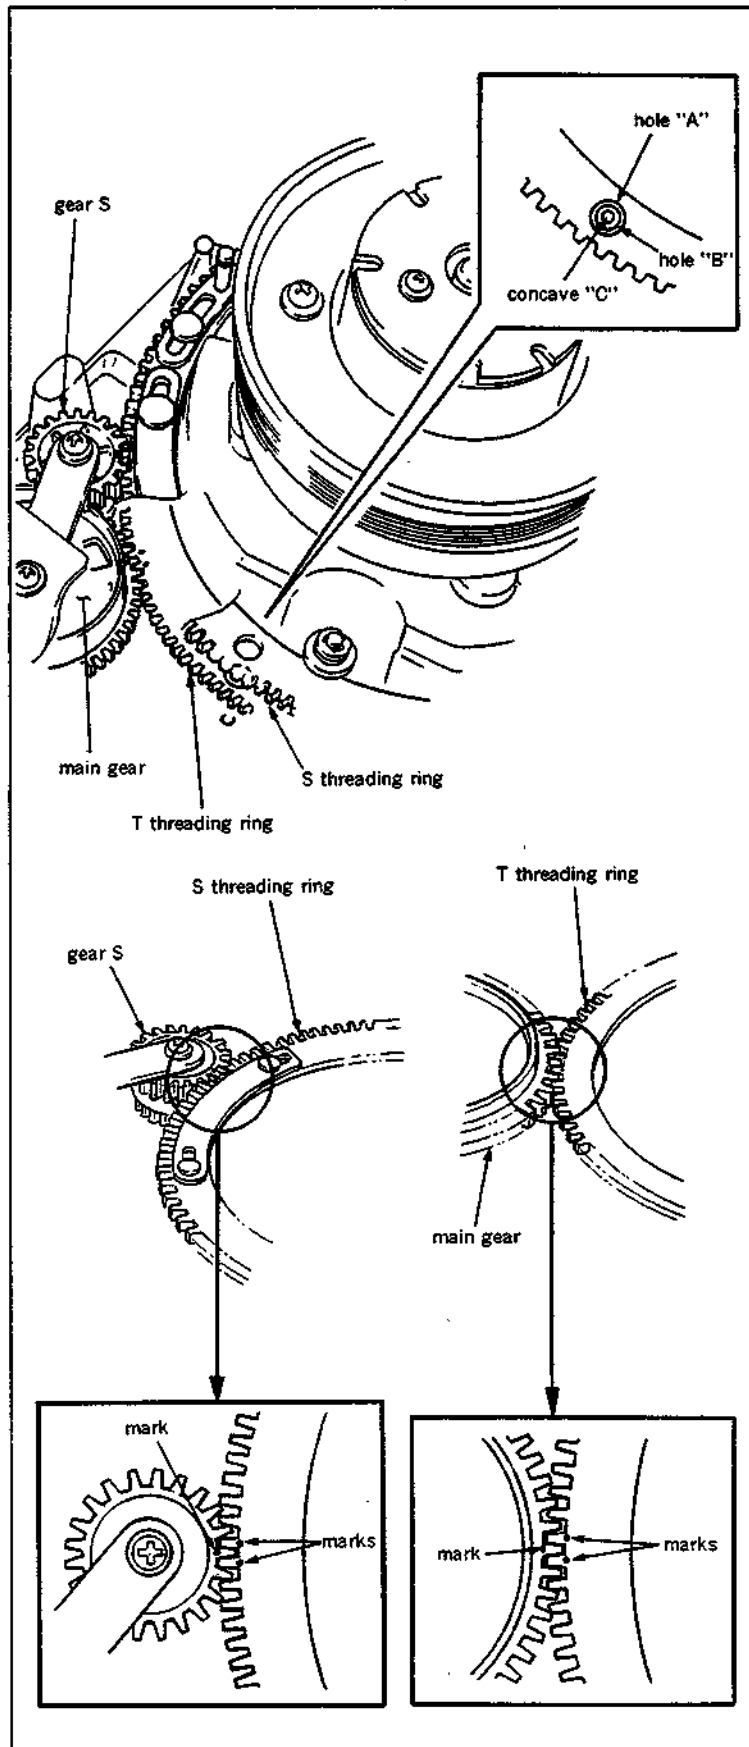 hole "A"
gear S
hole "B"
concave "C"
main gear
S threading ring
T threading ring
S threading ring
T threading ring
gear S
main gear
mark
marks
mark
marks